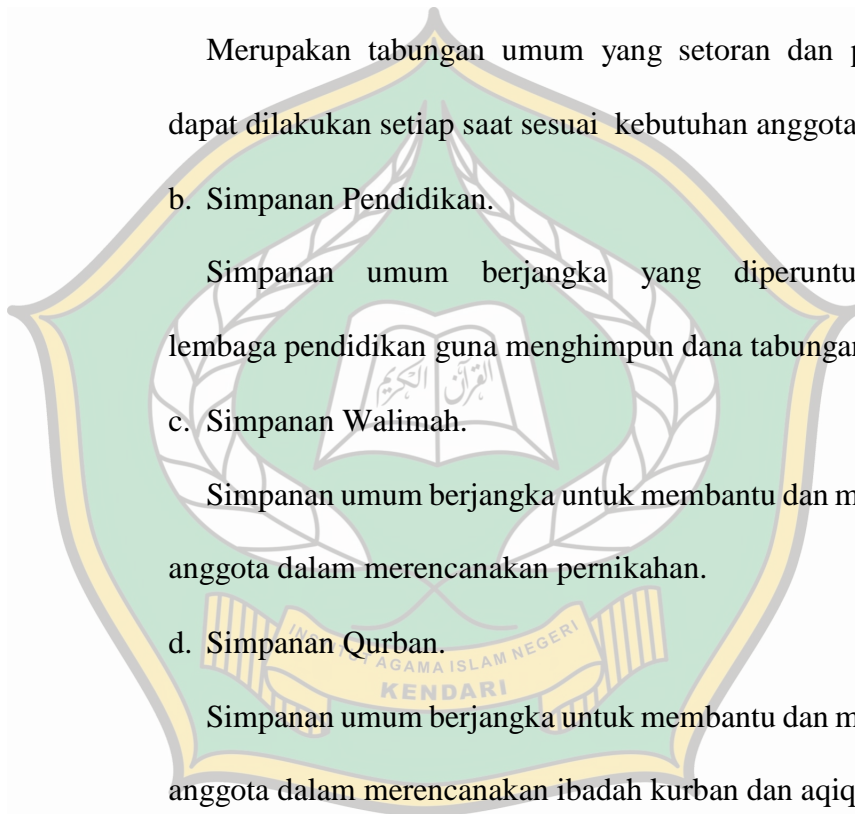 Merupakan tabungan umum yang setoran dan
dapat dilakukan setiap saat sesuai kebutuhan anggota
b. Simpanan Pendidikan.
Simpanan umum berjangka yang
lembaga pendidikan guna menghimpun dana
c. Simpanan Walimah.
Simpanan umum berjangka untuk membantu dan
anggota dalam merencanakan pernikahan.
d. Simpanan Qurban.
Simpanan umum berjangka untuk membantu dan
anggota dalam merencanakan ibadah kurban dan
القرآن الكريم
AGAMA ISLAM NEGERI
KENDARI